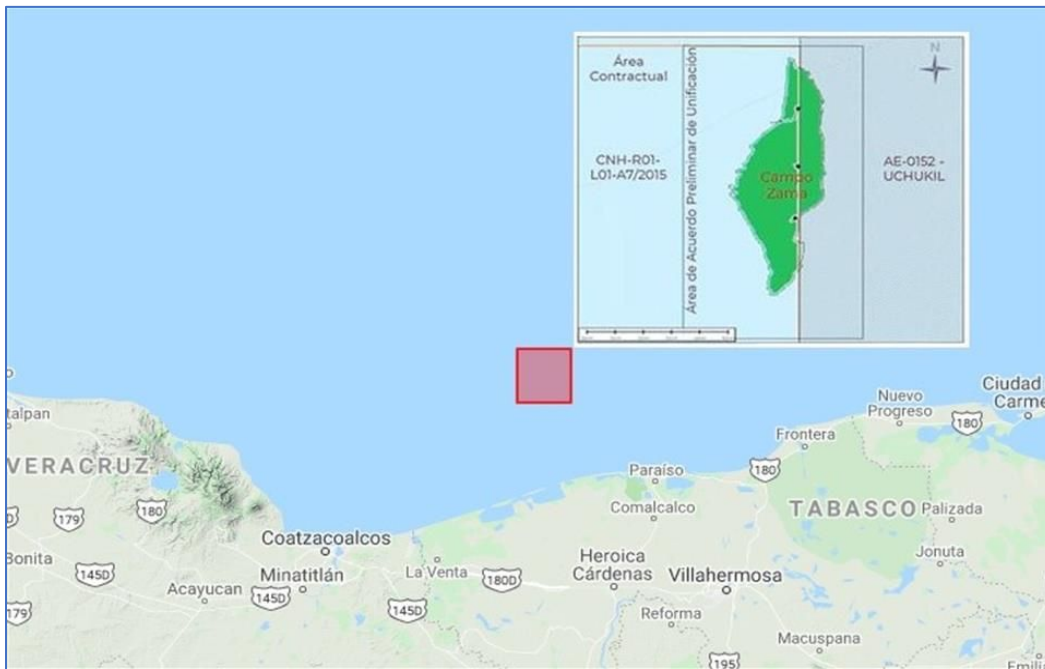 Área
Contractual
CNH-R01-
L01-A7/2015
Área de Acuerdo Preliminar de Unificación
Campo
Zama
N
AE-0152 -
UCHUKIL
Ciudad
Carme
Nuevo
Progreso
180
Frontera
180
Paraíso
Comalcalco
TABASCO
Palizada
Jonuta
talpan
VERACRUZ
180
179
Bonita
145D
Coatzacoalcos
Minatitlán
Acayucan
145D
La Venta
180D
145D
Heroica
Cárdenas
Villahermosa
Reforma
Macuspana
195
179
Emili